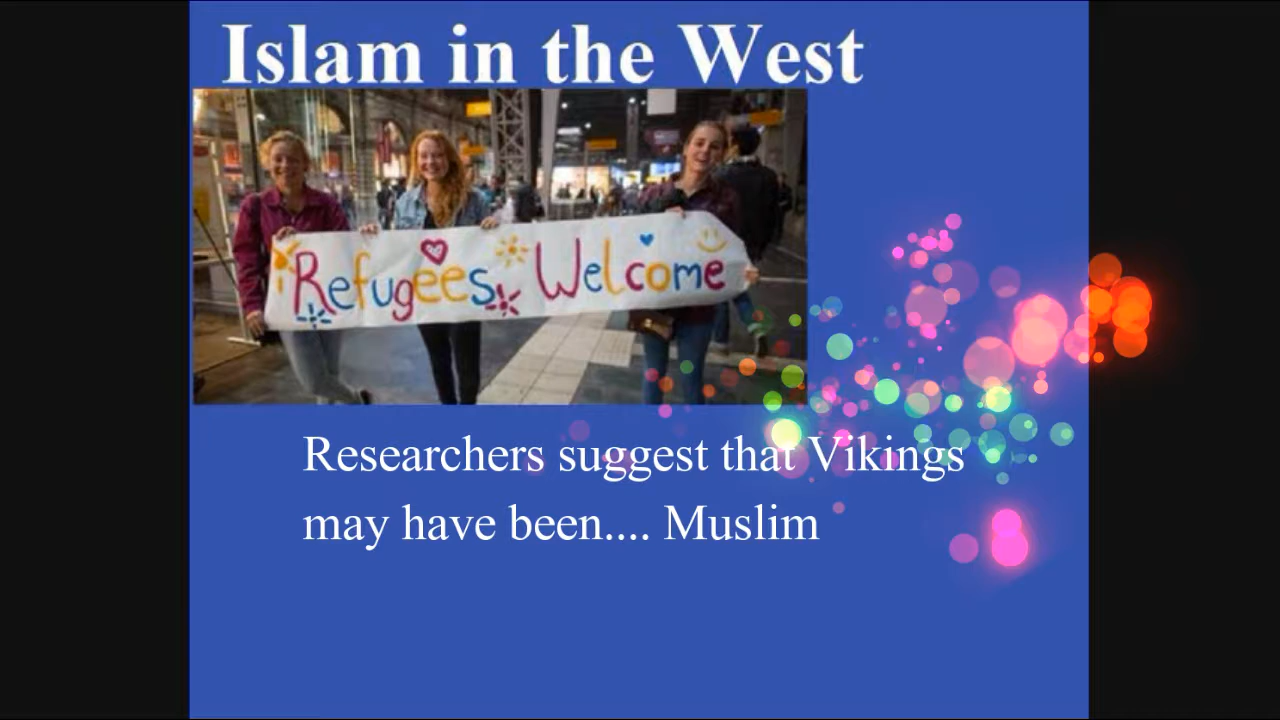 Islam in the West
Refugees Welcome
Researchers suggest that Vikings
may have been.... Muslim